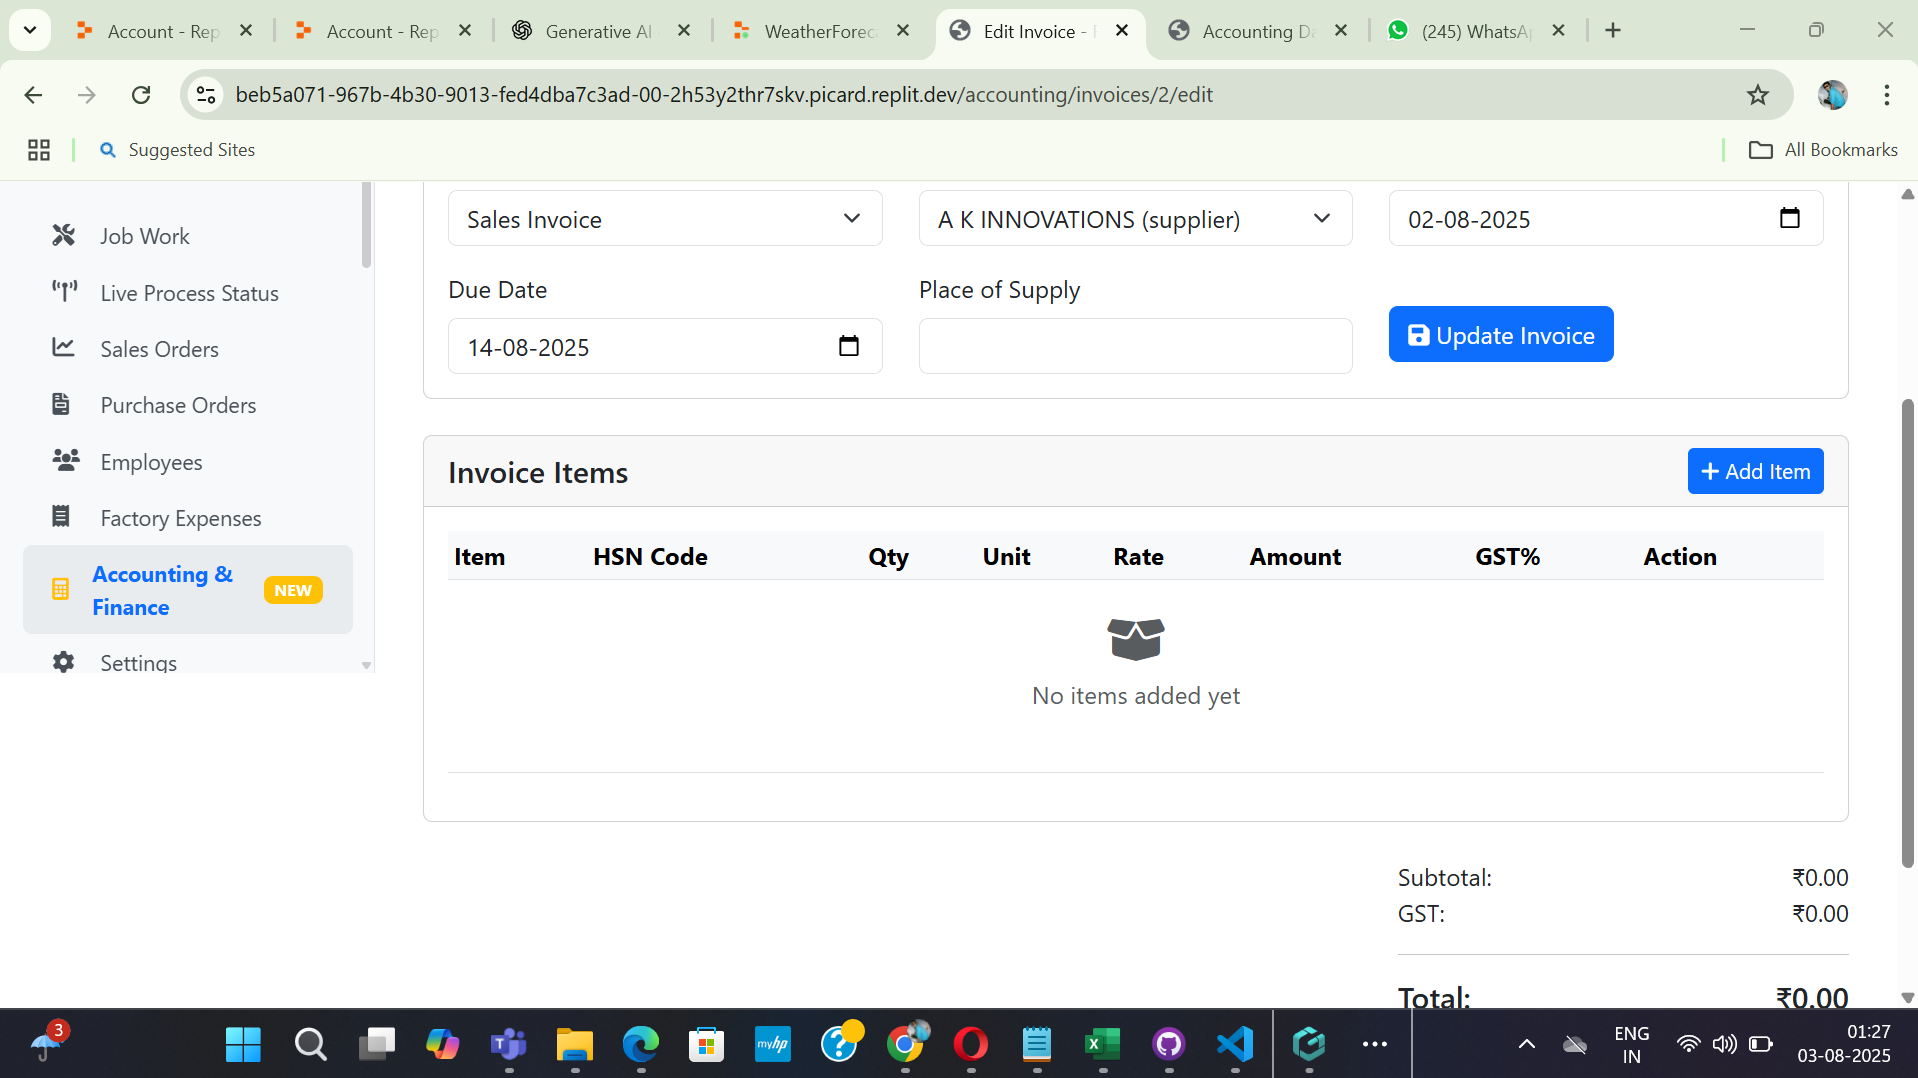 Account - Rep
Account - Rep
Generative AI
WeatherForec
Edit Invoice -
Accounting Da
(245) WhatsAp
beb5a071-967b-4b30-9013-fed4dba7c3ad-00-2h53y2thr7skv.picard.replit.dev/accounting/invoices/2/edit
Suggested Sites
All Bookmarks
Job Work
Live Process Status
Sales Orders
Purchase Orders
Employees
Factory Expenses
Accounting &
Finance
NEW
Settings
Sales Invoice
A K INNOVATIONS (supplier)
02-08-2025
Due Date
Place of Supply
14-08-2025
Update Invoice
Invoice Items
Add Item
Item HSN Code Qty Unit Rate Amount GST% Action
No items added yet
Subtotal: ₹0.00
GST: ₹0.00
Total: ₹0.00
3
myhp
ENG
IN
01:27
03-08-2025